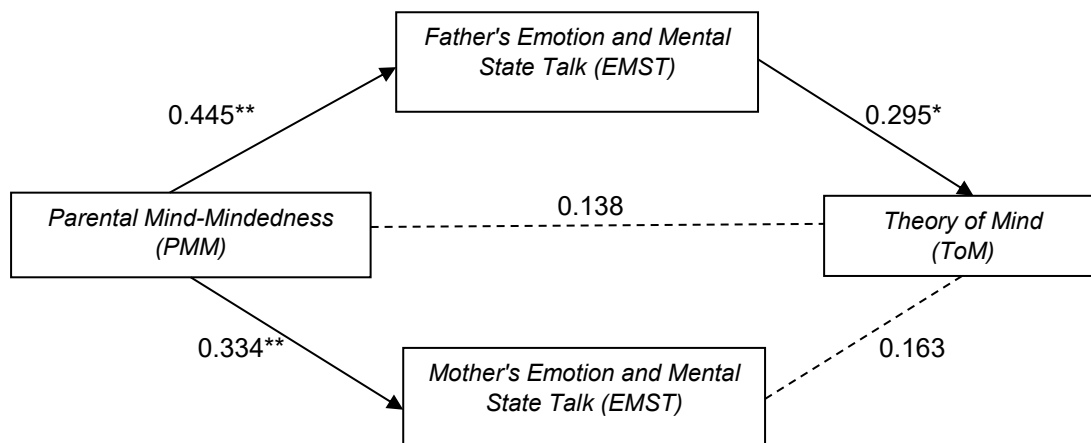 Father's Emotion and Mental
State Talk (EMST)
0.445**
0.295*
Parental Mind-Mindedness
(PMM)
0.138
Theory of Mind
(ToM)
0.334**
0.163
Mother's Emotion and Mental
State Talk (EMST)